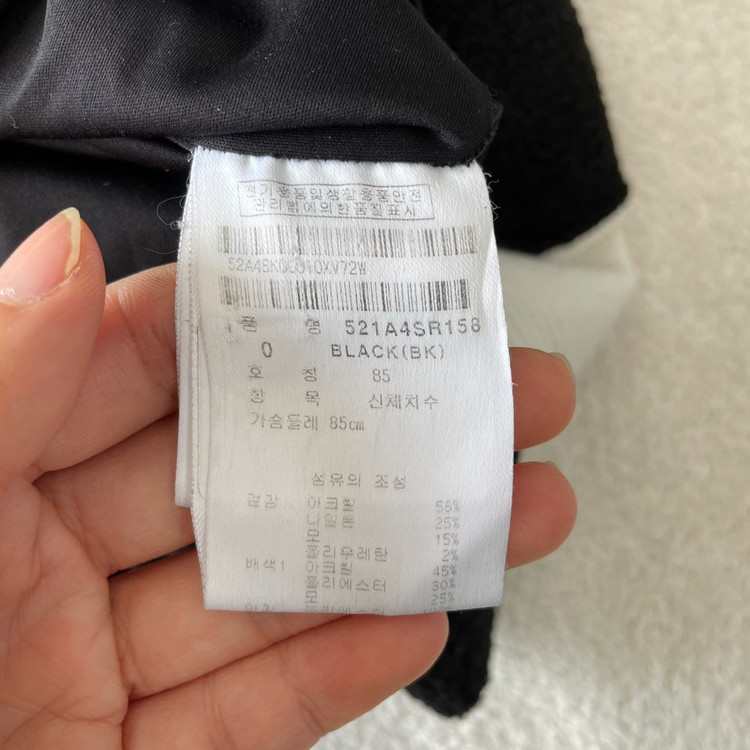 전기용품및생활용품안전
관리법에의한품질표시
품 형 521A4SR158
0 BLACK(BK)
호 칭 85
항 목 신체치수
가슴둘레 85cm
섬유의 조성
겉감 아크릴 58%
나일론 25%
모 15%
폴리우레탄 2%
배색1 아크릴 45%
폴리에스터 30%
모 25%